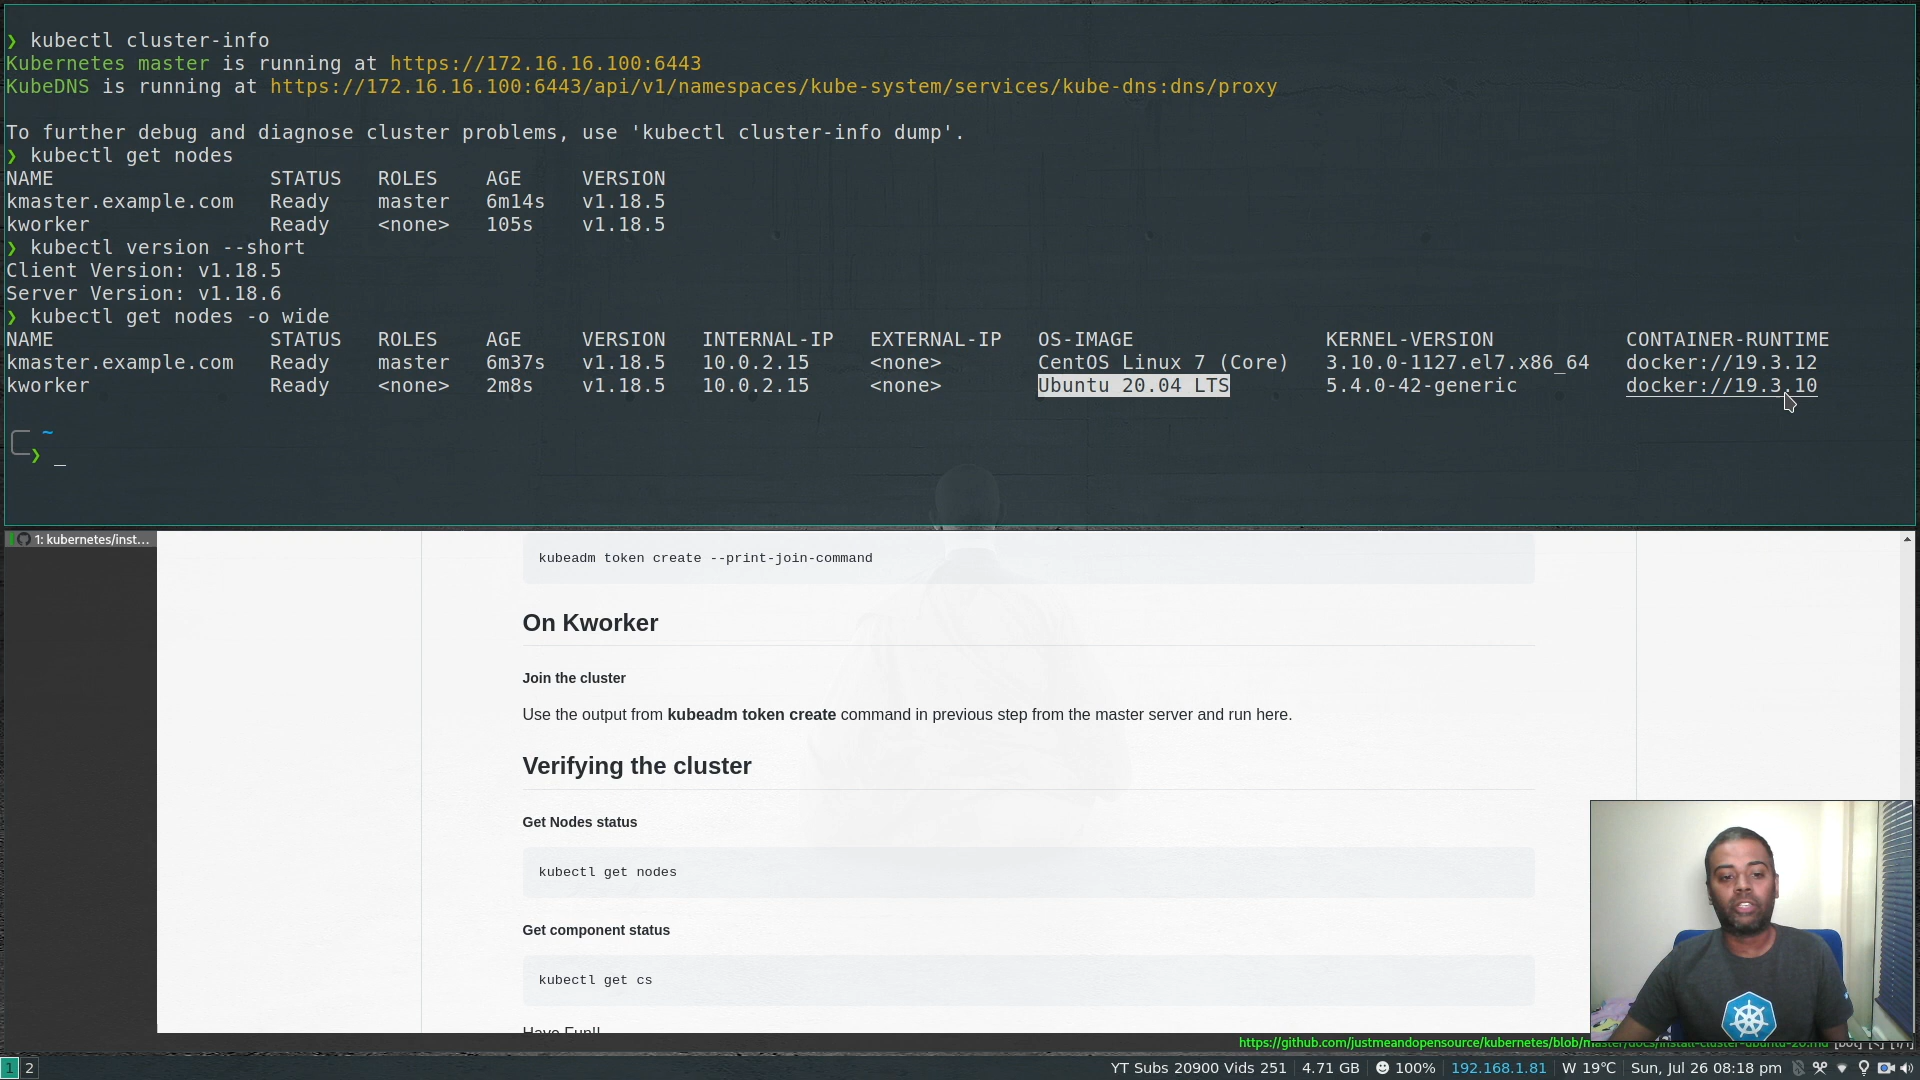 ❯ kubectl cluster-info
Kubernetes master is running at https://172.16.16.100:6443
KubeDNS is running at https://172.16.16.100:6443/api/v1/namespaces/kube-system/services/kube-dns:dns/proxy
To further debug and diagnose cluster problems, use 'kubectl cluster-info dump'.
❯ kubectl get nodes
NAME STATUS ROLES AGE VERSION
kmaster.example.com Ready master 6m14s v1.18.5
kworker Ready <none> 105s v1.18.5
❯ kubectl version --short
Client Version: v1.18.5
Server Version: v1.18.6
❯ kubectl get nodes -o wide
NAME STATUS ROLES AGE VERSION INTERNAL-IP EXTERNAL-IP OS-IMAGE KERNEL-VERSION CONTAINER-RUNTIME
kmaster.example.com Ready master 6m37s v1.18.5 10.0.2.15 <none> CentOS Linux 7 (Core) 3.10.0-1127.el7.x86_64 docker://19.3.12
kworker Ready <none> 2m8s v1.18.5 10.0.2.15 <none> Ubuntu 20.04 LTS 5.4.0-42-generic docker://19.3.10
~
❯ _
1: kubernetes/inst...
kubeadm token create --print-join-command
On Kworker
Join the cluster
Use the output from kubeadm token create command in previous step from the master server and run here.
Verifying the cluster
Get Nodes status
kubectl get nodes
Get component status
kubectl get cs
Have Fun!!
https://github.com/justmeandopensource/kubernetes/blob/master/docs/install-cluster-ubuntu-20.md
1 2 YT Subs 20900 Vids 251 4.71 GB 100% 192.168.1.81 W 19℃ Sun, Jul 26 08:18 pm